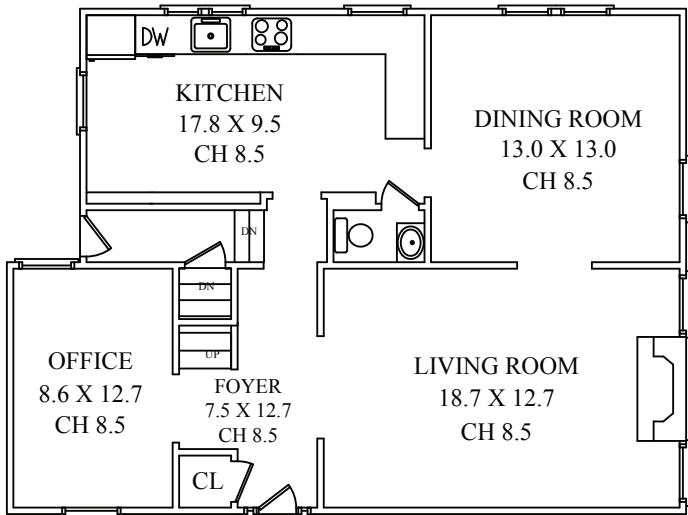 DW
KITCHEN
17.8 X 9.5
CH 8.5
DINING ROOM
13.0 X 13.0
CH 8.5
DN
DN
UP
OFFICE
8.6 X 12.7
CH 8.5
FOYER
7.5 X 12.7
CH 8.5
LIVING ROOM
18.7 X 12.7
CH 8.5
CL